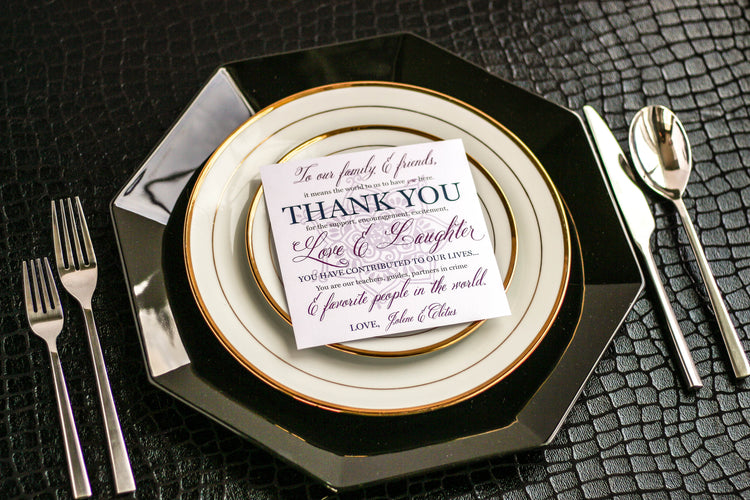 To our family & friends,
it means the world to us to have you here.
THANK YOU
for the support, encouragement, excitement,
Love & Laughter
YOU HAVE CONTRIBUTED TO OUR LIVES...
You are our teachers, guides, partners in crime
& favorite people in the world.
LOVE, Jolene & Cletus